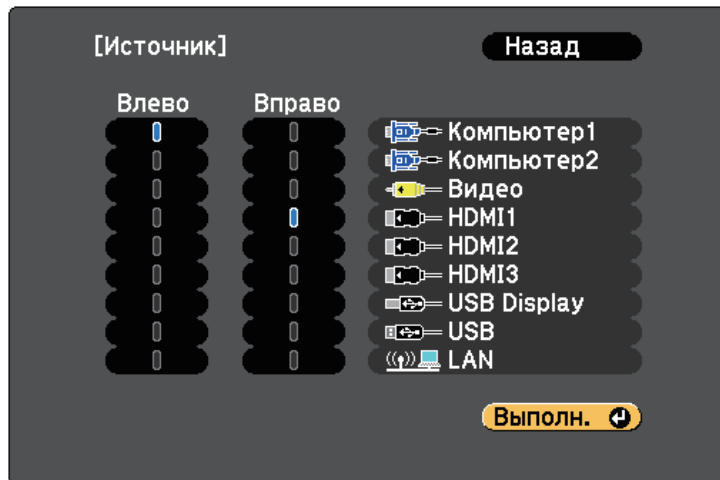 [Источник]
Назад
Влево Вправо
Компьютер1
Компьютер2
Видео
HDMI1
HDMI2
HDMI3
USB Display
USB
LAN
Выполн.